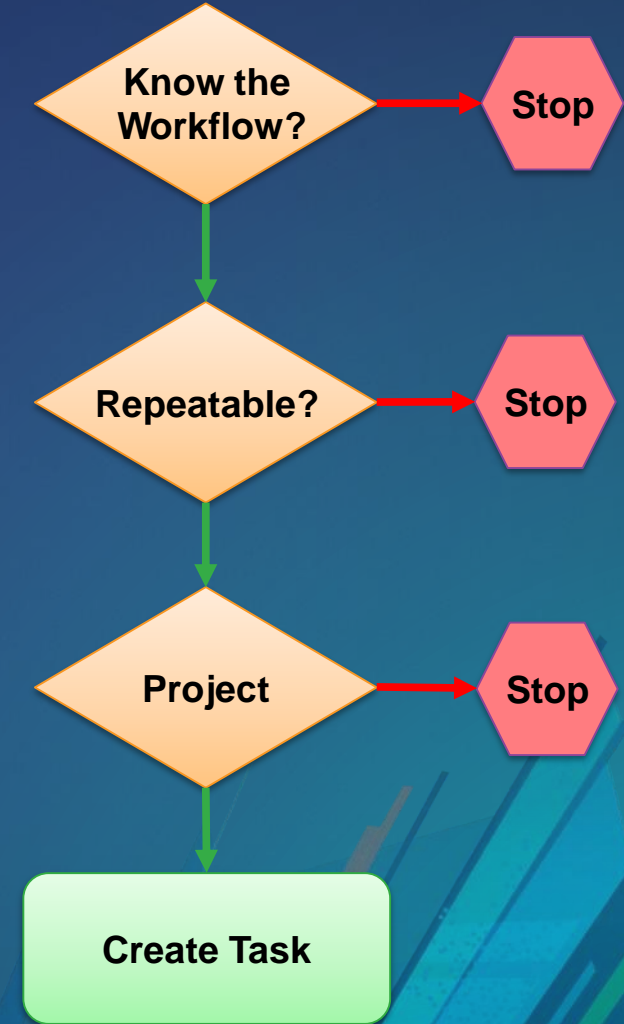 Know the
Workflow?
Stop
Repeatable?
Stop
Project
Stop
Create Task